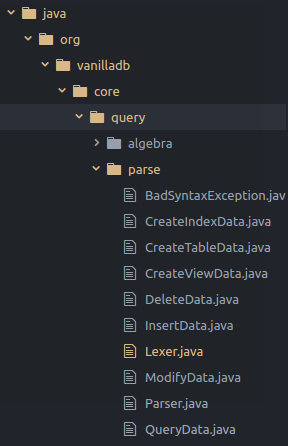 java
org
vanilladb
core
query
algebra
parse
BadSyntaxException.jav
CreateIndexData.java
CreateTableData.java
CreateViewData.java
DeleteData.java
InsertData.java
Lexer.java
ModifyData.java
Parser.java
QueryData.java